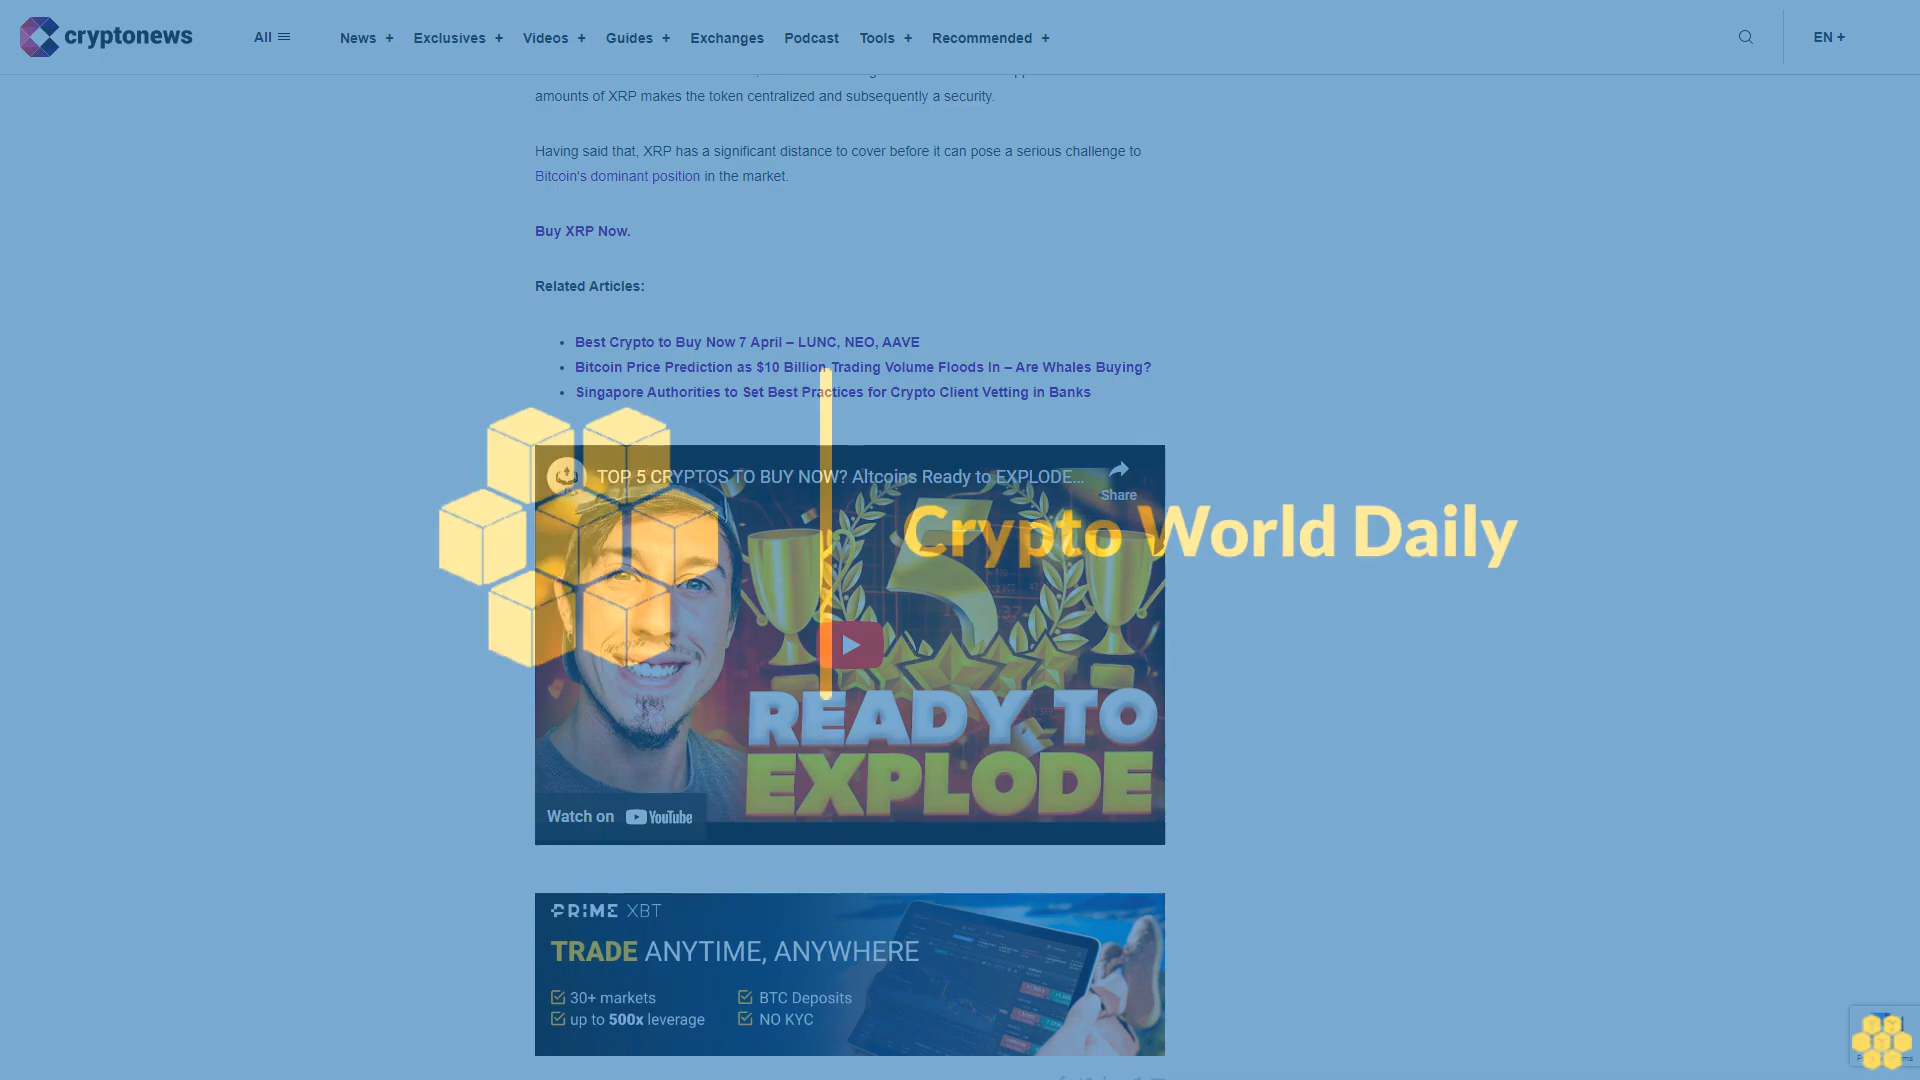 cryptonews
All
News +
Exclusives +
Videos +
Guides +
Exchanges
Podcast
Tools +
Recommended +
EN +
amounts of XRP makes the token centralized and subsequently a security.
Having said that, XRP has a significant distance to cover before it can pose a serious challenge to
Bitcoin's dominant position in the market.
Buy XRP Now.
Related Articles:
• Best Crypto to Buy Now 7 April – LUNC, NEO, AAVE
• Bitcoin Price Prediction as $10 Billion Trading Volume Floods In – Are Whales Buying?
• Singapore Authorities to Set Best Practices for Crypto Client Vetting in Banks
TOP 5 CRYPTOS TO BUY NOW? Altcoins Ready to EXPLODE...
Share
Crypto World Daily
5
READY TO
EXPLODE
Watch on YouTube
PRIME XBT
TRADE ANYTIME, ANYWHERE
30+ markets
BTC Deposits
up to 500x leverage
NO KYC